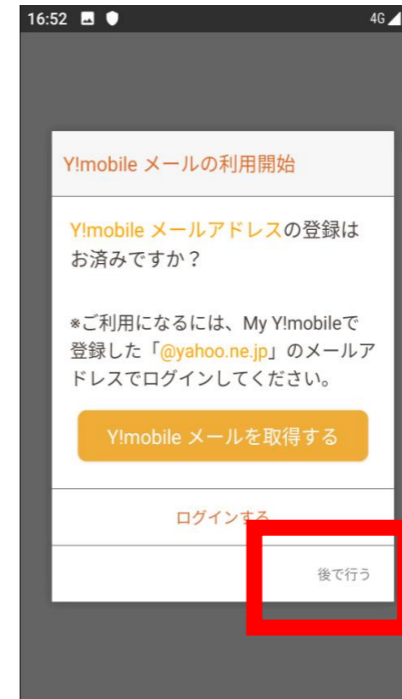 16:52 4G
Y!mobile メールの利用開始
Y!mobile メールアドレスの登録は
お済みですか？
※ご利用になるには、My Y!mobileで
登録した「@yahoo.ne.jp」のメールア
ドレスでログインしてください。
Y!mobile メールを取得する
ログインする
後で行う